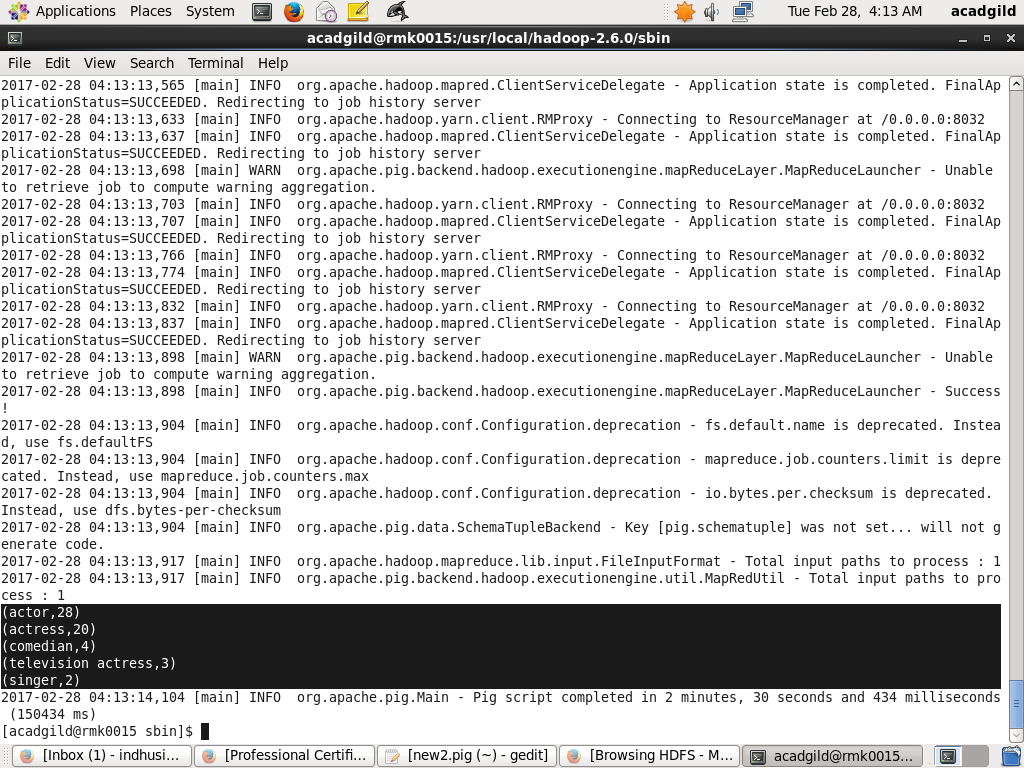 Applications Places System Tue Feb 28, 4:13 AM acadgild
acadgild@rmk0015:/usr/local/hadoop-2.6.0/sbin
File Edit View Search Terminal Help
2017-02-28 04:13:13,565 [main] INFO  org.apache.hadoop.mapred.ClientServiceDelegate - Application state is completed. FinalAp
plicationStatus=SUCCEEDED. Redirecting to job history server
2017-02-28 04:13:13,633 [main] INFO  org.apache.hadoop.yarn.client.RMProxy - Connecting to ResourceManager at /0.0.0.0:8032
2017-02-28 04:13:13,637 [main] INFO  org.apache.hadoop.mapred.ClientServiceDelegate - Application state is completed. FinalAp
plicationStatus=SUCCEEDED. Redirecting to job history server
2017-02-28 04:13:13,698 [main] WARN  org.apache.pig.backend.hadoop.executionengine.mapReduceLayer.MapReduceLauncher - Unable
to retrieve job to compute warning aggregation.
2017-02-28 04:13:13,703 [main] INFO  org.apache.hadoop.yarn.client.RMProxy - Connecting to ResourceManager at /0.0.0.0:8032
2017-02-28 04:13:13,707 [main] INFO  org.apache.hadoop.mapred.ClientServiceDelegate - Application state is completed. FinalAp
plicationStatus=SUCCEEDED. Redirecting to job history server
2017-02-28 04:13:13,766 [main] INFO  org.apache.hadoop.yarn.client.RMProxy - Connecting to ResourceManager at /0.0.0.0:8032
2017-02-28 04:13:13,774 [main] INFO  org.apache.hadoop.mapred.ClientServiceDelegate - Application state is completed. FinalAp
plicationStatus=SUCCEEDED. Redirecting to job history server
2017-02-28 04:13:13,832 [main] INFO  org.apache.hadoop.yarn.client.RMProxy - Connecting to ResourceManager at /0.0.0.0:8032
2017-02-28 04:13:13,837 [main] INFO  org.apache.hadoop.mapred.ClientServiceDelegate - Application state is completed. FinalAp
plicationStatus=SUCCEEDED. Redirecting to job history server
2017-02-28 04:13:13,898 [main] WARN  org.apache.pig.backend.hadoop.executionengine.mapReduceLayer.MapReduceLauncher - Unable
to retrieve job to compute warning aggregation.
2017-02-28 04:13:13,898 [main] INFO  org.apache.pig.backend.hadoop.executionengine.mapReduceLayer.MapReduceLauncher - Success
!
2017-02-28 04:13:13,904 [main] INFO  org.apache.hadoop.conf.Configuration.deprecation - fs.default.name is deprecated. Instea
d, use fs.defaultFS
2017-02-28 04:13:13,904 [main] INFO  org.apache.hadoop.conf.Configuration.deprecation - mapreduce.job.counters.limit is depre
cated. Instead, use mapreduce.job.counters.max
2017-02-28 04:13:13,904 [main] INFO  org.apache.hadoop.conf.Configuration.deprecation - io.bytes.per.checksum is deprecated.
Instead, use dfs.bytes-per-checksum
2017-02-28 04:13:13,904 [main] INFO  org.apache.pig.data.SchemaTupleBackend - Key [pig.schematuple] was not set... will not g
enerate code.
2017-02-28 04:13:13,917 [main] INFO  org.apache.hadoop.mapreduce.lib.input.FileInputFormat - Total input paths to process : 1
2017-02-28 04:13:13,917 [main] INFO  org.apache.pig.backend.hadoop.executionengine.util.MapRedUtil - Total input paths to pro
cess : 1
(actor,28)
(actress,20)
(comedian,4)
(television actress,3)
(singer,2)
2017-02-28 04:13:14,104 [main] INFO  org.apache.pig.Main - Pig script completed in 2 minutes, 30 seconds and 434 milliseconds
(150434 ms)
[acadgild@rmk0015 sbin]$
[Inbox (1) - indhusi... [Professional Certifi... [new2.pig (~) - gedit] [Browsing HDFS - M... acadgild@rmk0015...